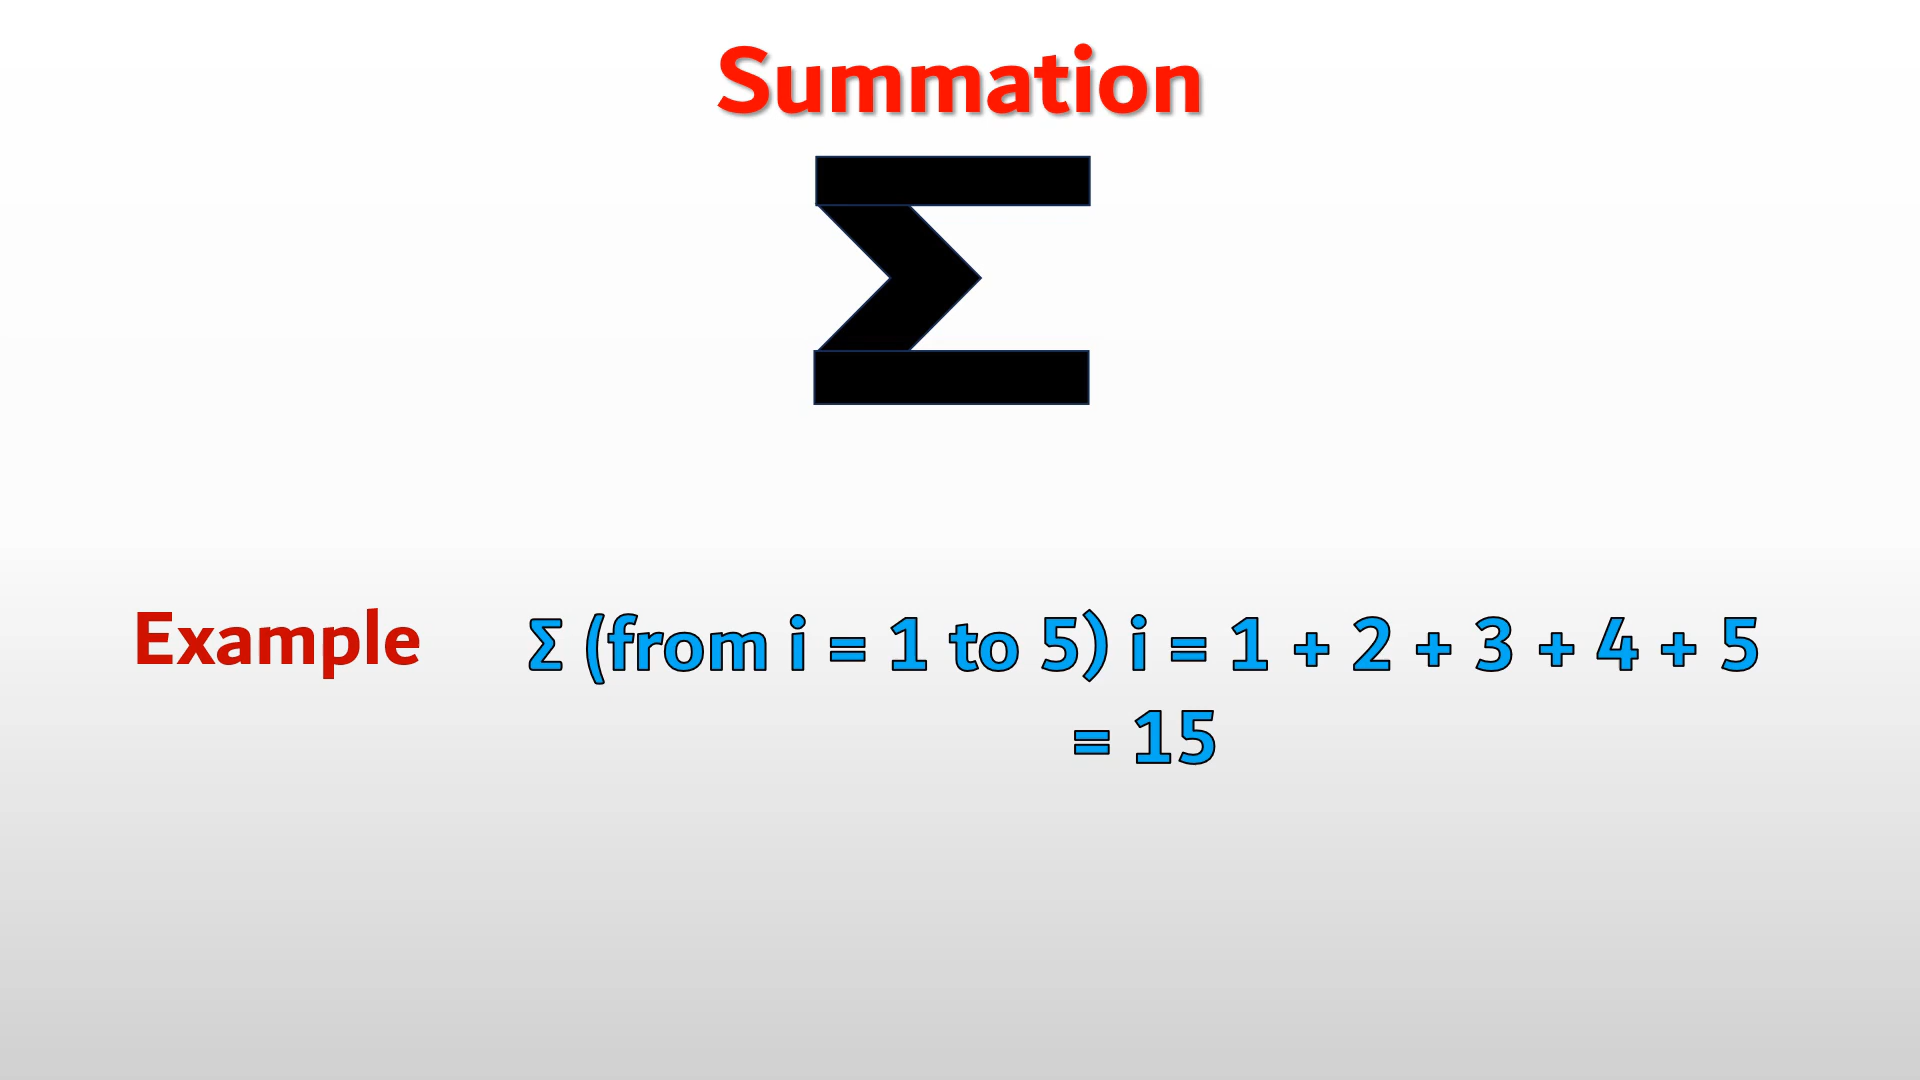 Summation
Σ
Example
Σ (from i = 1 to 5) i = 1 + 2 + 3 + 4 + 5
= 15